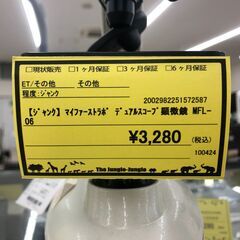 □現状販売 □1ヶ月保証 □3ヶ月保証 □6ヶ月保証
ET/その他 その他
程度:ジャンク
2002982251572587
【ジャンク】マイファーストラボ デュアルスコープ顕微鏡 MFL-
06
¥3,280(税込)
100424
The Jungle-Jungle